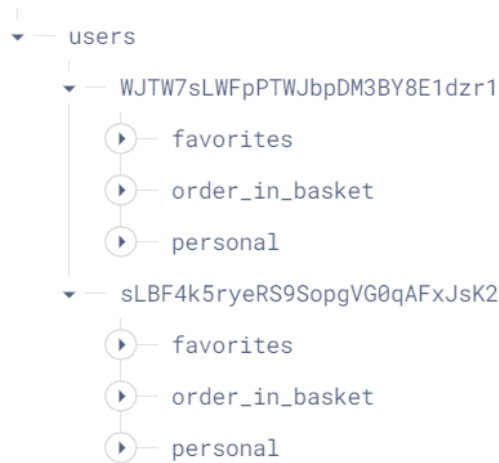 users
WJTW7sLWFpPTWJbpDM3BY8E1dzr1
favorites
order_in_basket
personal
sLBF4k5ryeRS9SopgVG0qAFxJsK2
favorites
order_in_basket
personal